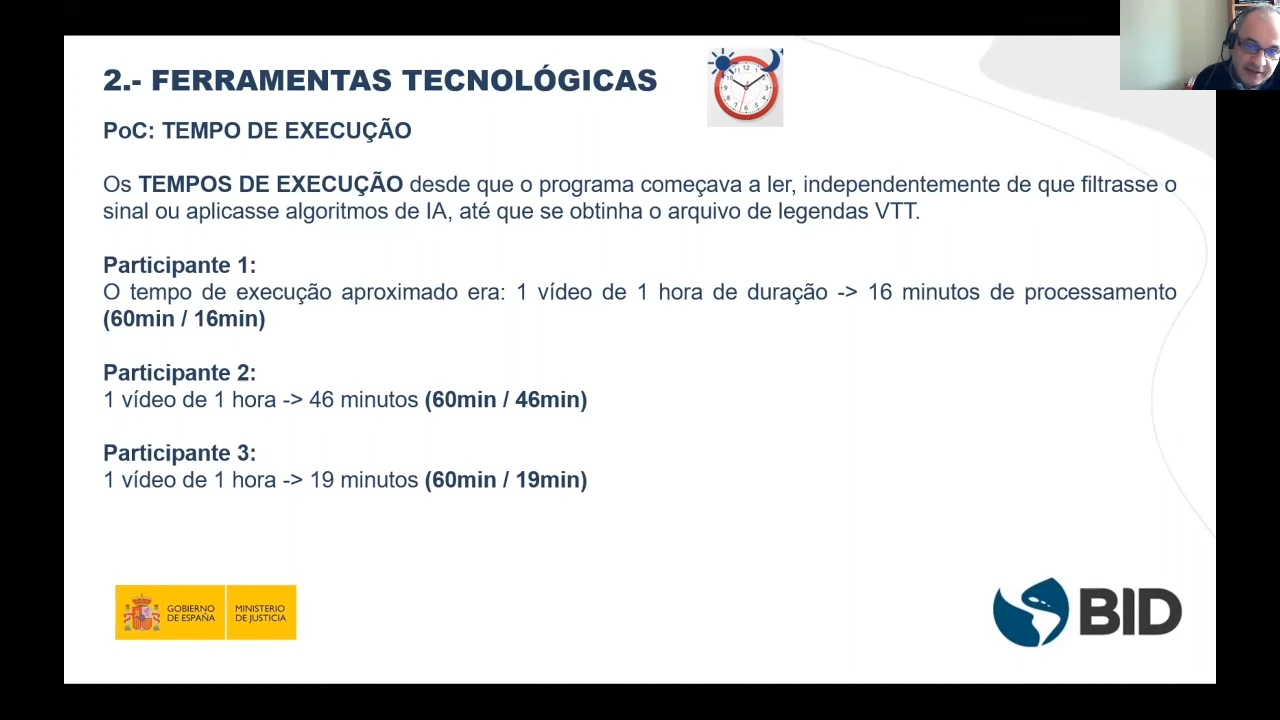 2.- FERRAMENTAS TECNOLÓGICAS
PoC: TEMPO DE EXECUÇÃO
Os TEMPOS DE EXECUÇÃO desde que o programa começava a ler, independentemente de que filtrasse o
sinal ou aplicasse algoritmos de IA, até que se obtinha o arquivo de legendas VTT.
Participante 1:
O tempo de execução aproximado era: 1 vídeo de 1 hora de duração -> 16 minutos de processamento
(60min / 16min)
Participante 2:
1 vídeo de 1 hora -> 46 minutos (60min / 46min)
Participante 3:
1 vídeo de 1 hora -> 19 minutos (60min / 19min)
GOBIERNO
DE ESPAÑA
MINISTERIO
DE JUSTICIA
BID